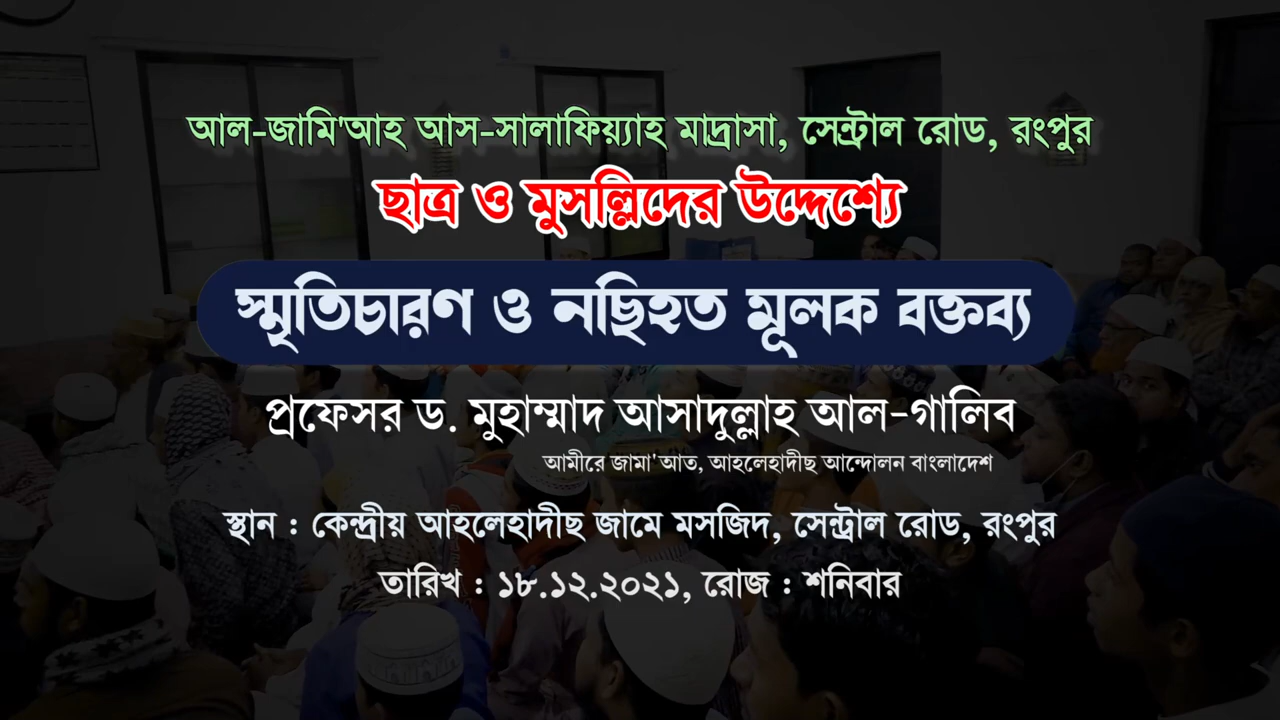 আল-জামি'আহ আস-সালাফিয়্যাহ মাদ্রাসা, সেন্ট্রাল রোড, রংপুর
ছাত্র ও মুসল্লিদের উদ্দেশ্যে
স্মৃতিচারণ ও নছিহত মূলক বক্তব্য
প্রফেসর ড. মুহাম্মাদ আসাদুল্লাহ আল-গালিব
আমীরে জামা'আত, আহলেহাদীছ আন্দোলন বাংলাদেশ
স্থান : কেন্দ্রীয় আহলেহাদীছ জামে মসজিদ, সেন্ট্রাল রোড, রংপুর
তারিখ : ১৮.১২.২০২১, রোজ : শনিবার